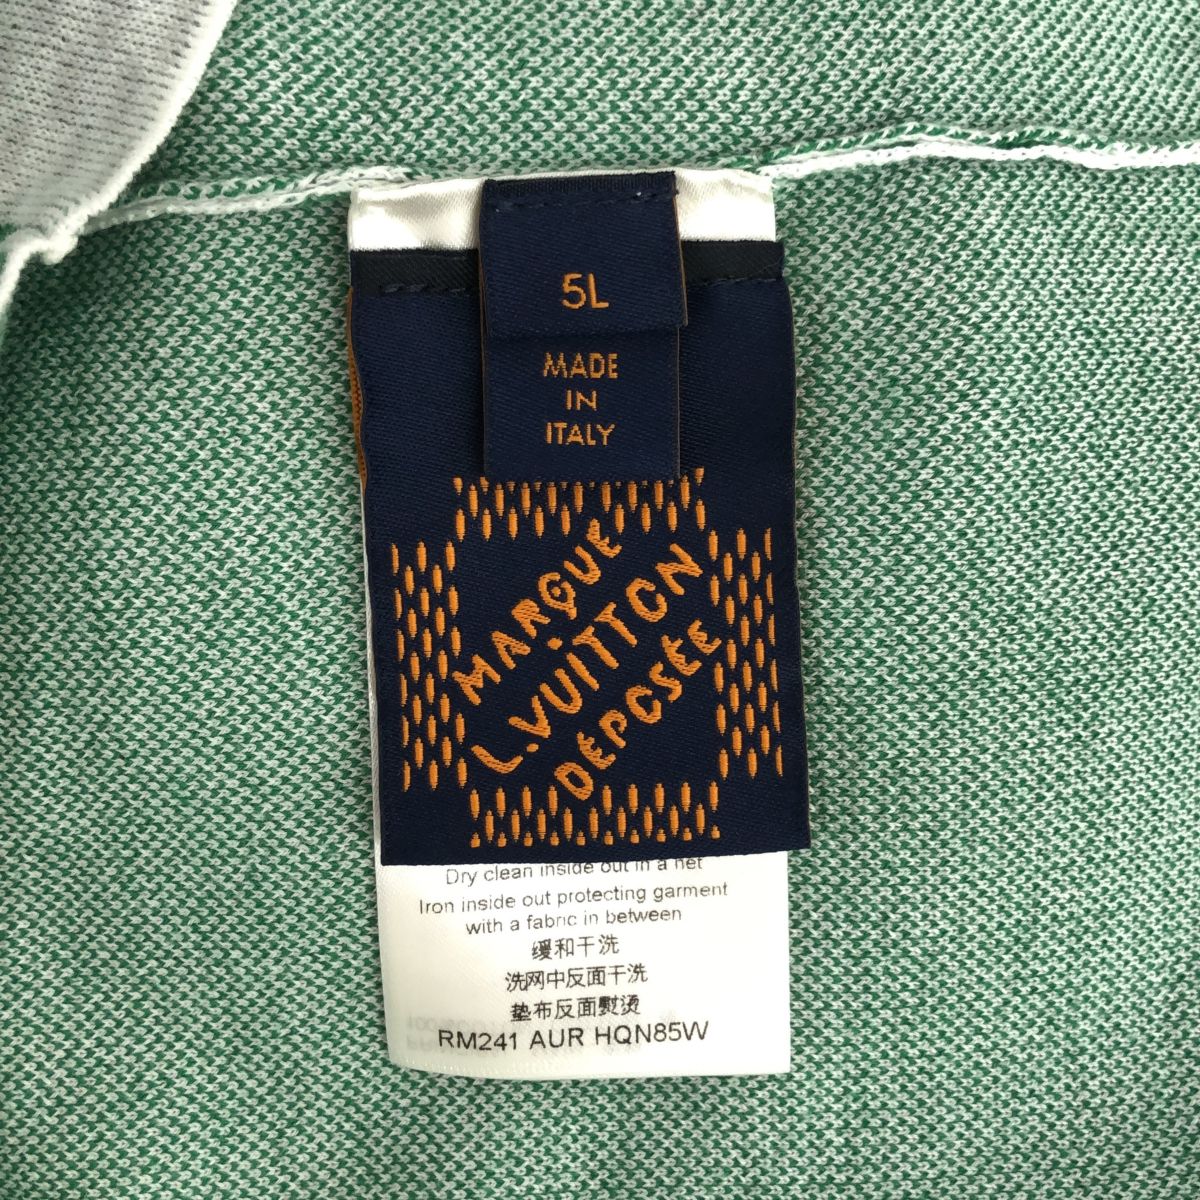 5L
MADE
IN
ITALY
MARQUE
L.VUITTON
DÉPOSÉE
Dry clean inside out in a net
Iron inside out protecting garment
with a fabric in between
缓和干洗
洗网中反面干洗
垫布反面熨烫
RM241 AUR HQN85W